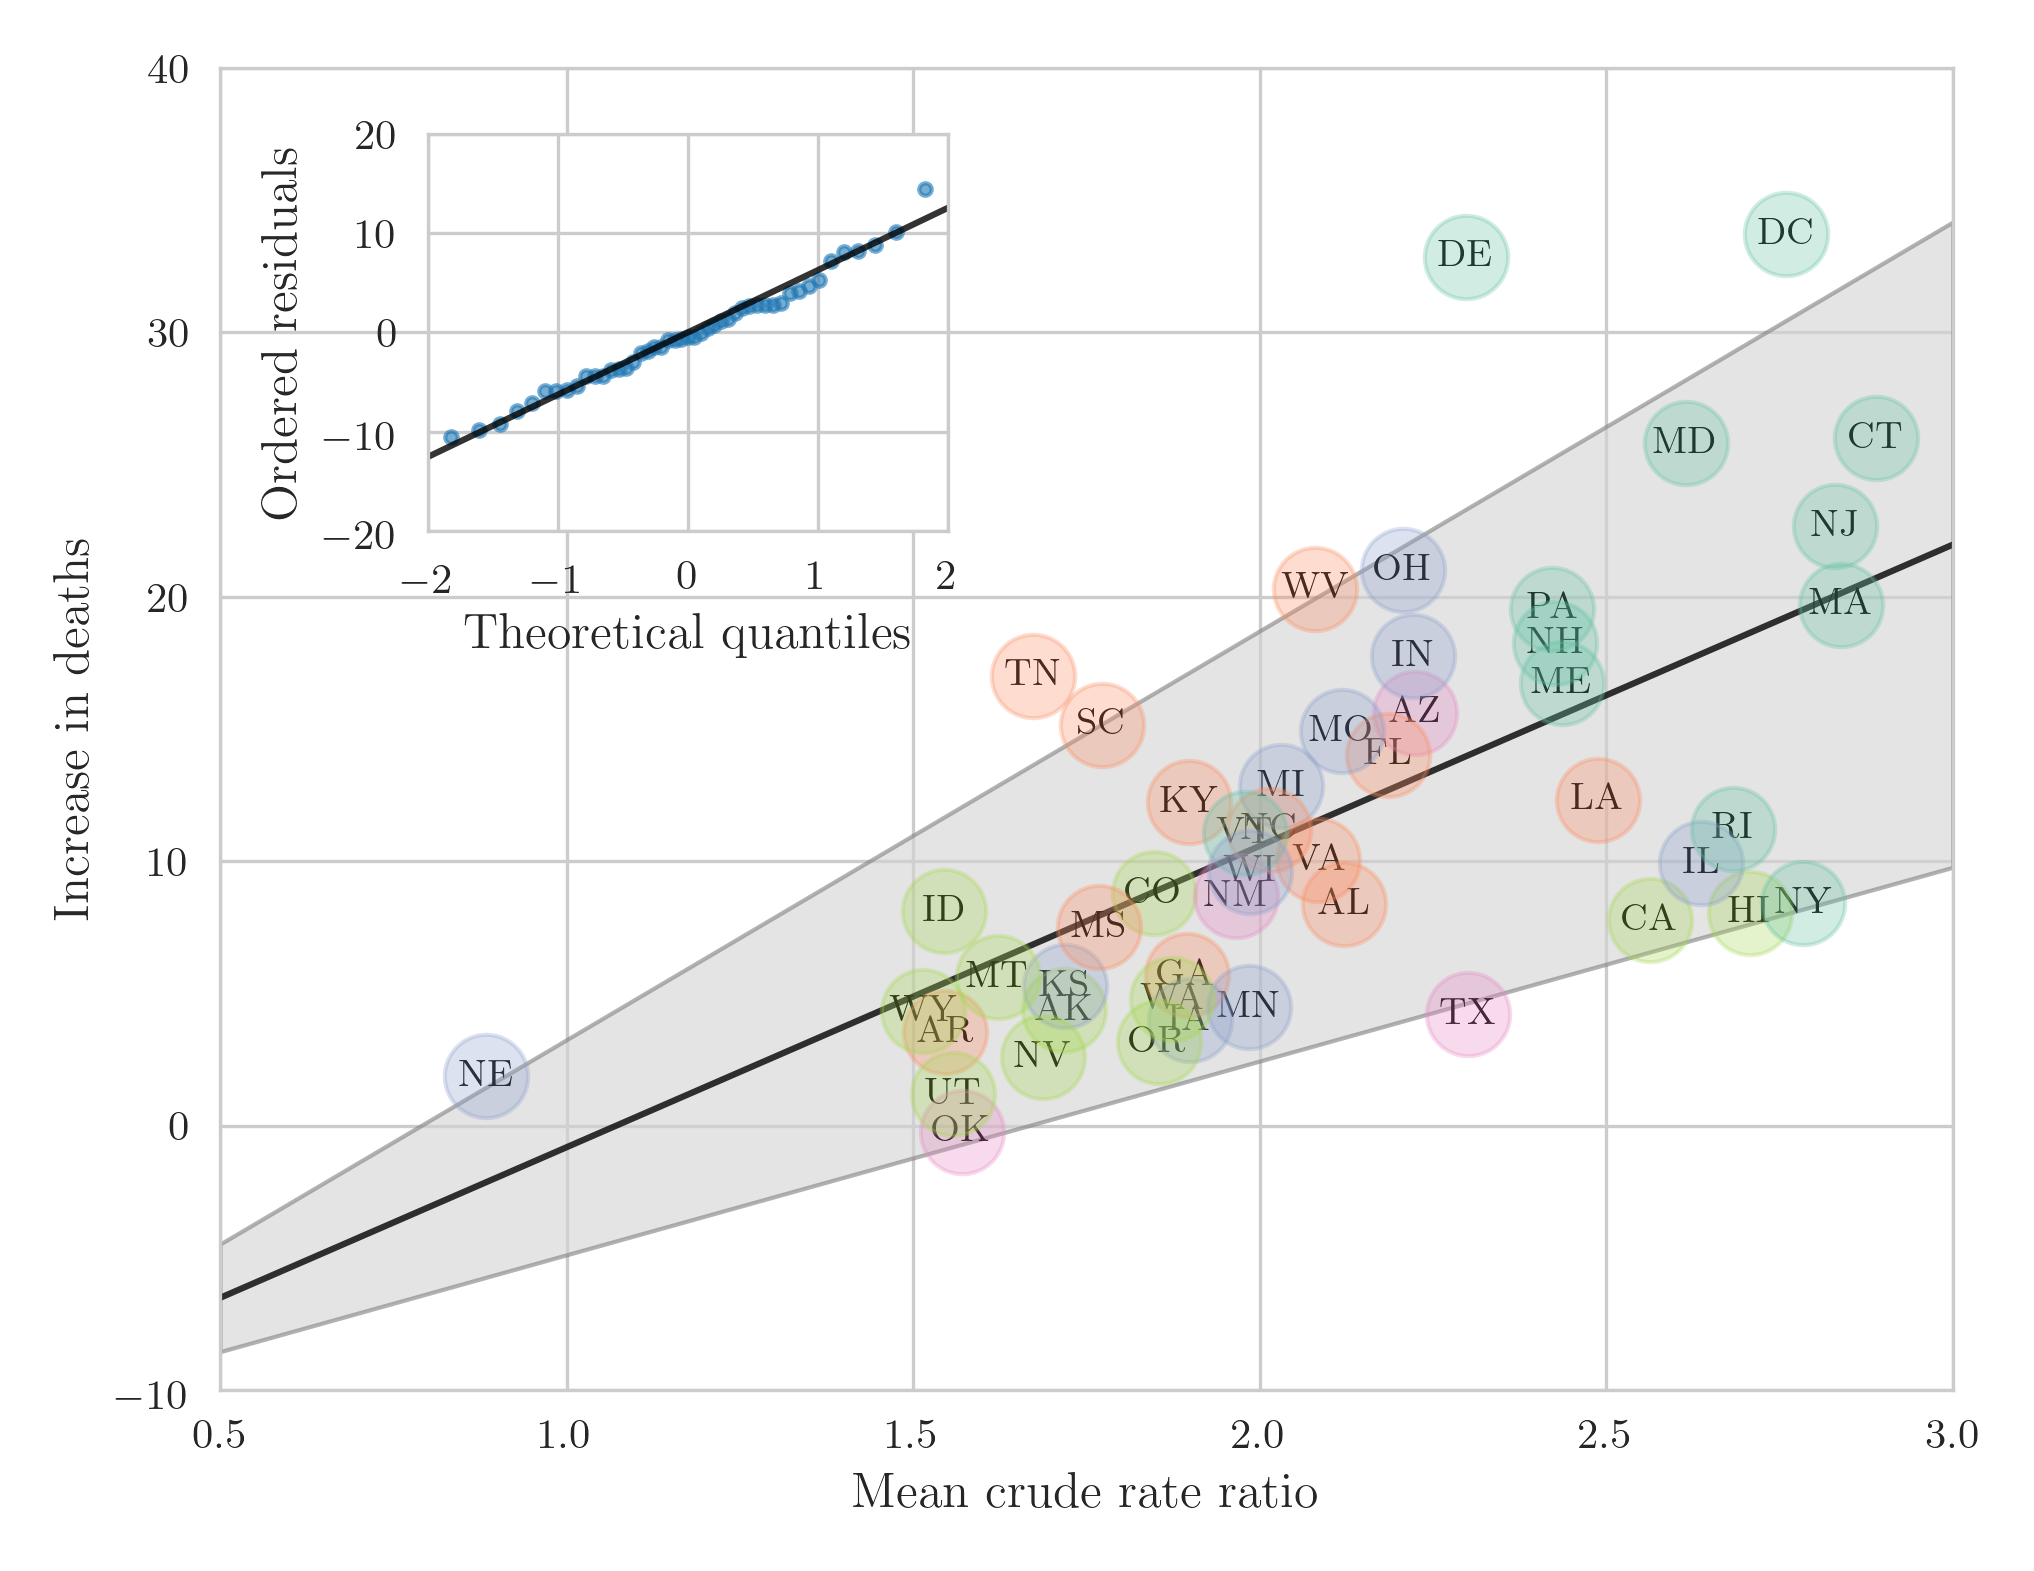 40
30
20
10
0
−10
0.5
1.0
1.5
2.0
2.5
3.0
Increase in deaths
Mean crude rate ratio
20
10
0
−10
−20
−2
−1
0
1
2
Ordered residuals
Theoretical quantiles
DC
DE
MD
CT
NJ
OH
WV
PA
MA
NH
IN
TN
ME
AZ
SC
MO
FL
MI
KY
LA
NC
VT
RI
VA
WI
IL
CO
NM
AL
NY
ID
HI
CA
MS
MT
GA
KS
WA
MN
AK
WY
TX
IA
AR
OR
NV
NE
UT
OK